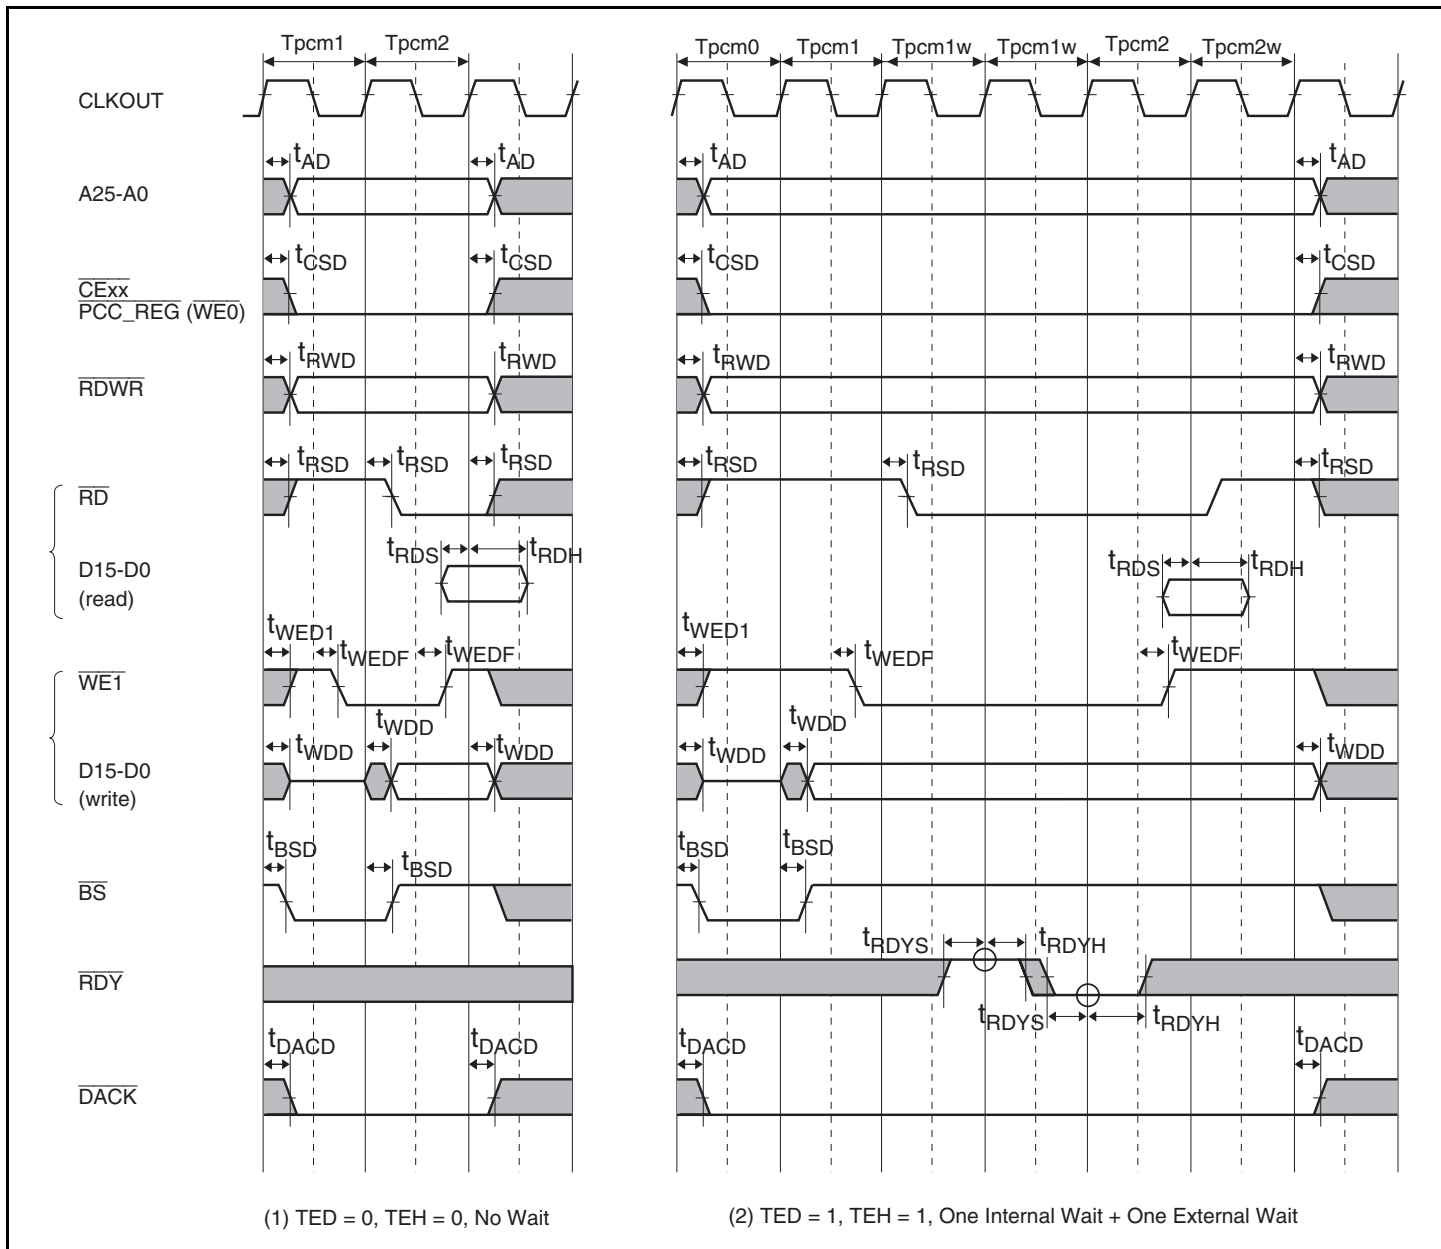 Tpcm1 Tpcm2 Tpcm0 Tpcm1 Tpcm1w Tpcm1w Tpcm2 Tpcm2w
CLKOUT
tAD tAD tAD tAD
A25-A0
tCSD tCSD tCSD tCSD
CExx
PCC_REG (WE0)
tRWD tRWD tRWD tRWD
RDWR
tRSD tRSD tRSD tRSD tRSD tRSD
RD
tRDS tRDH tRDS tRDH
D15-D0
(read)
tWED1 tWEDF tWEDF tWED1 tWEDF tWEDF
WE1
tWDD tWDD tWDD tWDD tWDD tWDD
D15-D0
(write)
tBSD tBSD tBSD tBSD
BS
tRDYS tRDYH
RDY
tRDYS tRDYH
tDACD tDACD tDACD tDACD
DACK
(1) TED = 0, TEH = 0, No Wait
(2) TED = 1, TEH = 1, One Internal Wait + One External Wait